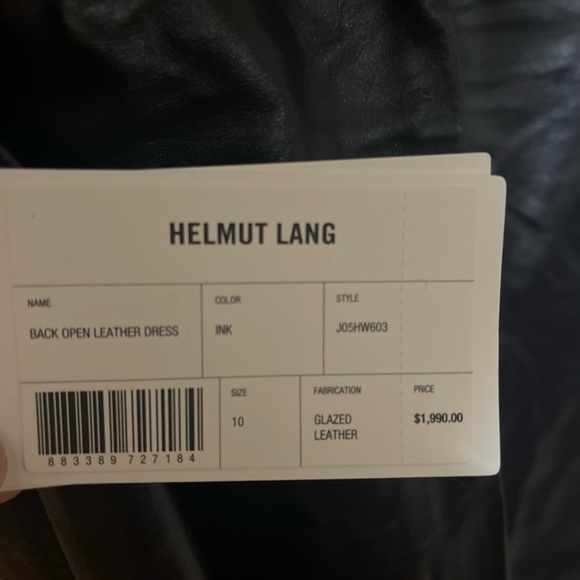 HELMUT LANG
NAME
BACK OPEN LEATHER DRESS
COLOR
INK
STYLE
J05HW603
883389727184
SIZE
10
FABRICATION
GLAZED
LEATHER
PRICE
$1,990.00